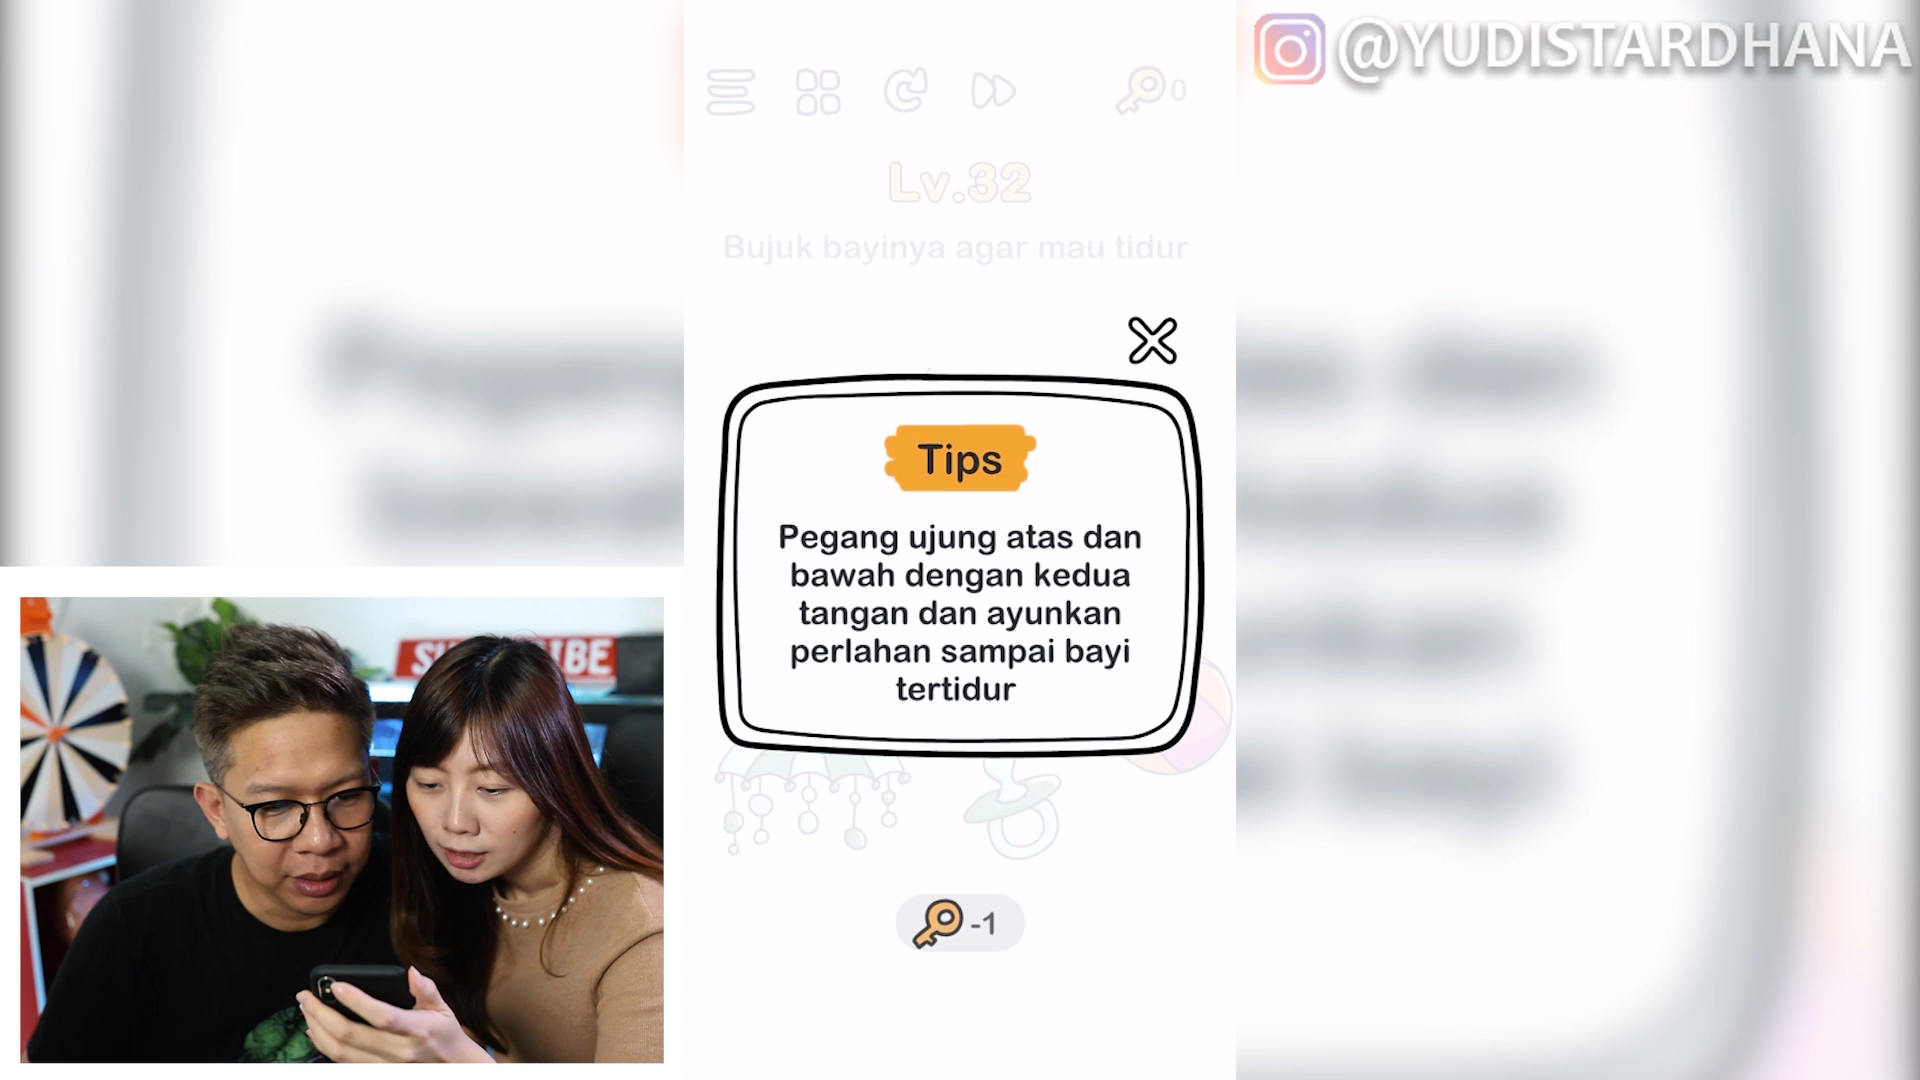 @YUDISTARDHANA
0
Lv.32
Bujuk bayinya agar mau tidur
Tips
Pegang ujung atas dan
bawah dengan kedua
tangan dan ayunkan
perlahan sampai bayi
tertidur
-1